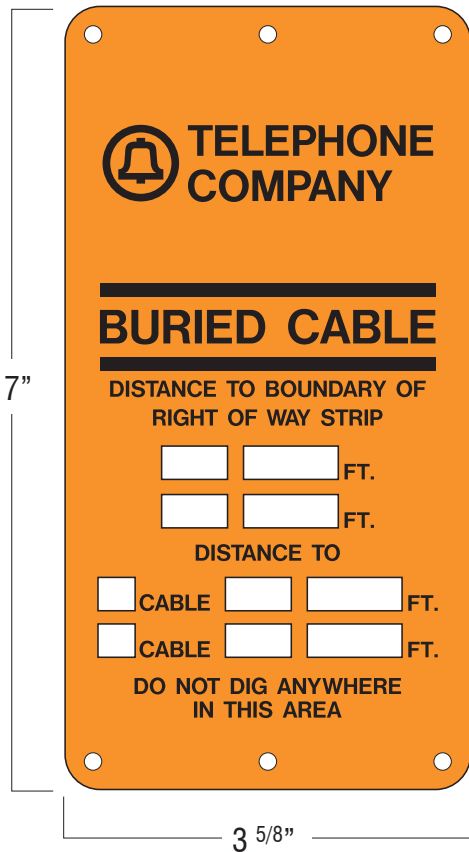 TELEPHONE
COMPANY
BURIED CABLE
7”
DISTANCE TO BOUNDARY OF
RIGHT OF WAY STRIP
FT.
FT.
DISTANCE TO
CABLE FT.
CABLE FT.
DO NOT DIG ANYWHERE
IN THIS AREA
3 5/8”